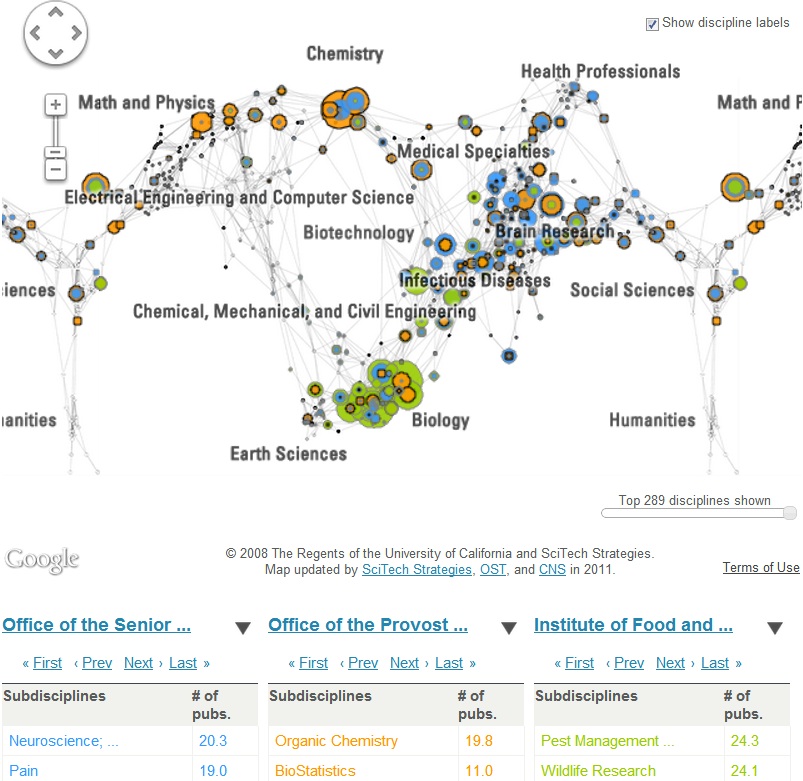 Show discipline labels
Chemistry
Health Professionals
Math and Physics
Math and P
Medical Specialties
Electrical Engineering and Computer Science
Biotechnology
Brain Research
Infectious Diseases
iences
Social Sciences
Chemical, Mechanical, and Civil Engineering
anities
Biology
Humanities
Earth Sciences
Top 289 disciplines shown
Google
© 2008 The Regents of the University of California and SciTech Strategies.
Map updated by SciTech Strategies, OST, and CNS in 2011.
Terms of Use
Office of the Senior ...
« First ‹ Prev Next › Last »
Subdisciplines # of pubs.
Neuroscience; ... 20.3
Pain 19.0
Office of the Provost ...
« First ‹ Prev Next › Last »
Subdisciplines # of pubs.
Organic Chemistry 19.8
BioStatistics 11.0
Institute of Food and ...
« First ‹ Prev Next › Last »
Subdisciplines # of pubs.
Pest Management ... 24.3
Wildlife Research 24.1